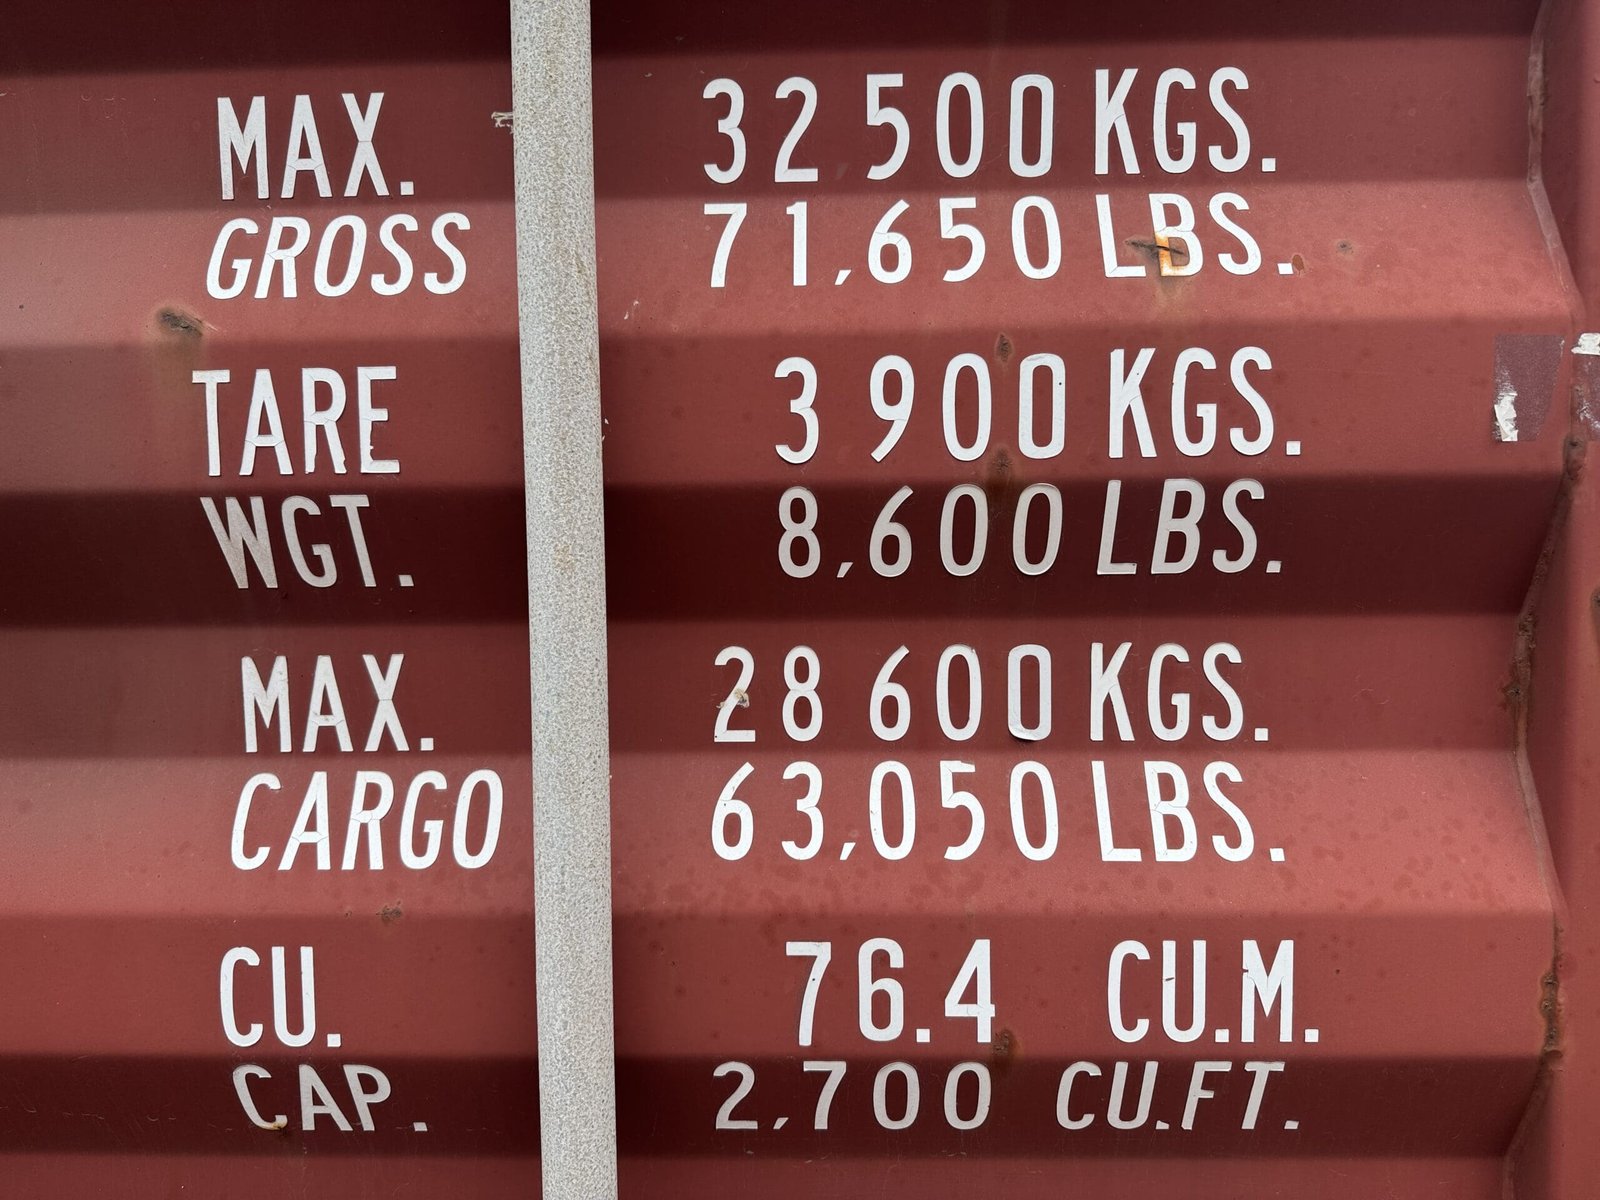 MAX. 32 500 KGS.
GROSS 71,650 LBS.
TARE 3 900 KGS.
WGT. 8,600 LBS.
MAX. 28 600 KGS.
CARGO 63,050 LBS.
CU. 76.4 CU.M.
CAP. 2,700 CU.FT.